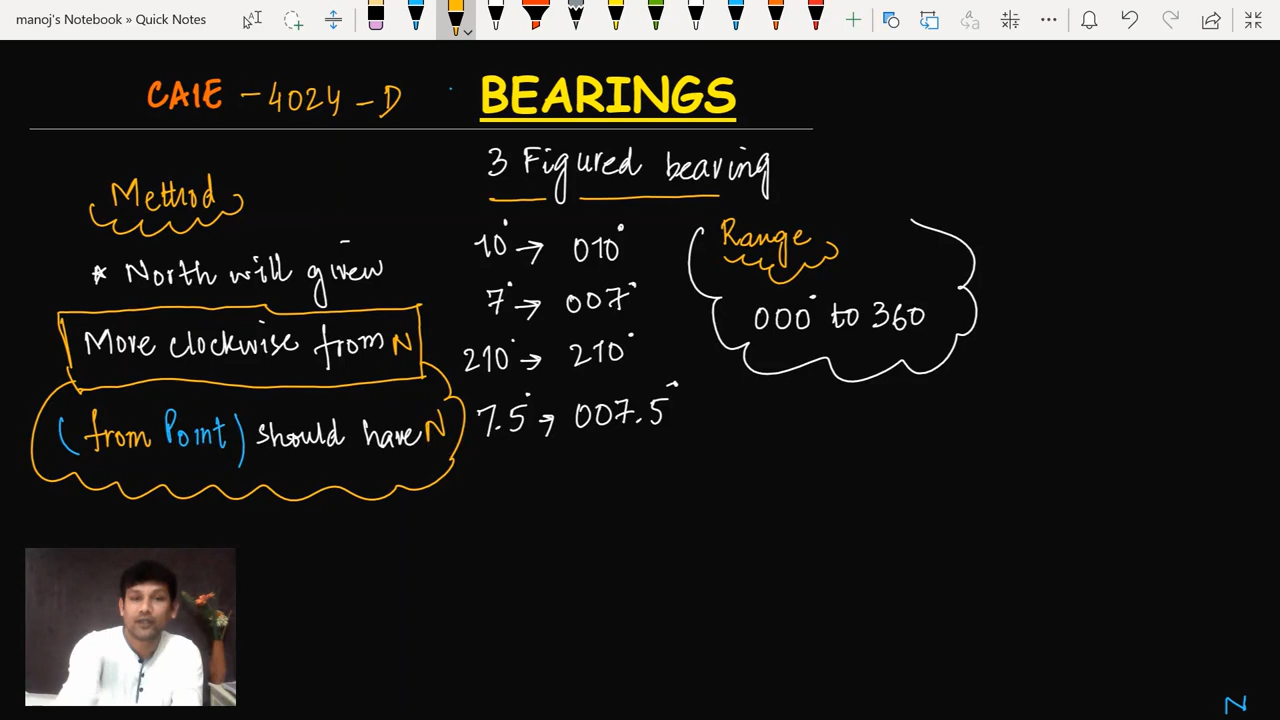 manoj's Notebook » Quick Notes
CAIE - 4024 - D
BEARINGS
3 Figured bearing
Method
* North will given
More clockwise from N
(from Point) should have N
10° → 010°
7° → 007°
210° → 210°
7.5° → 007.5°
Range
000° to 360
N